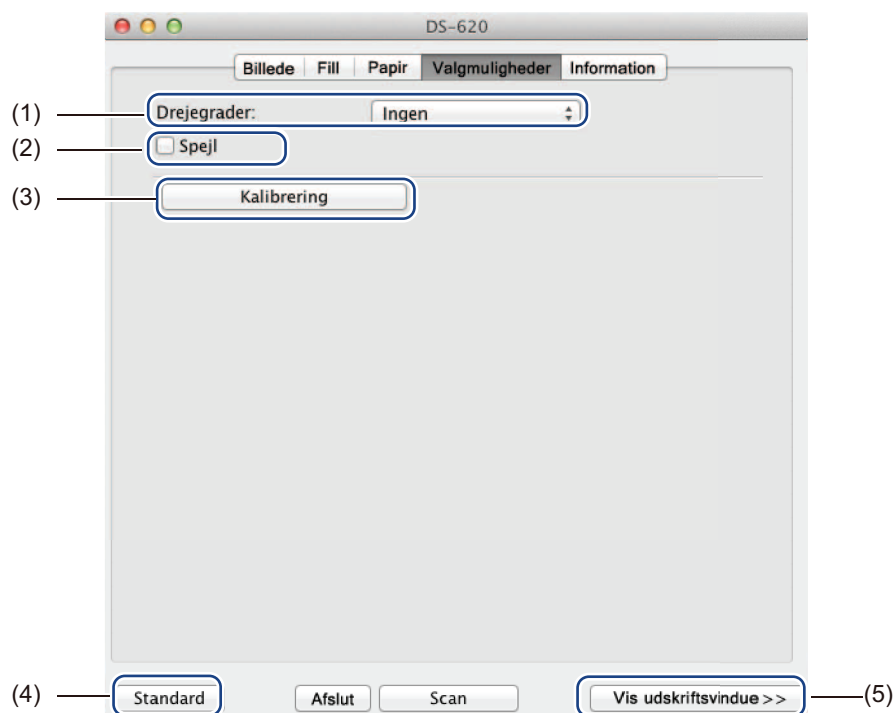 DS-620
Billede Fill Papir Valgmuligheder Information
(1) Drejegrader: Ingen
(2) Spejl
(3) Kalibrering
(4) Standard Afslut Scan Vis udskriftsvindue >> (5)